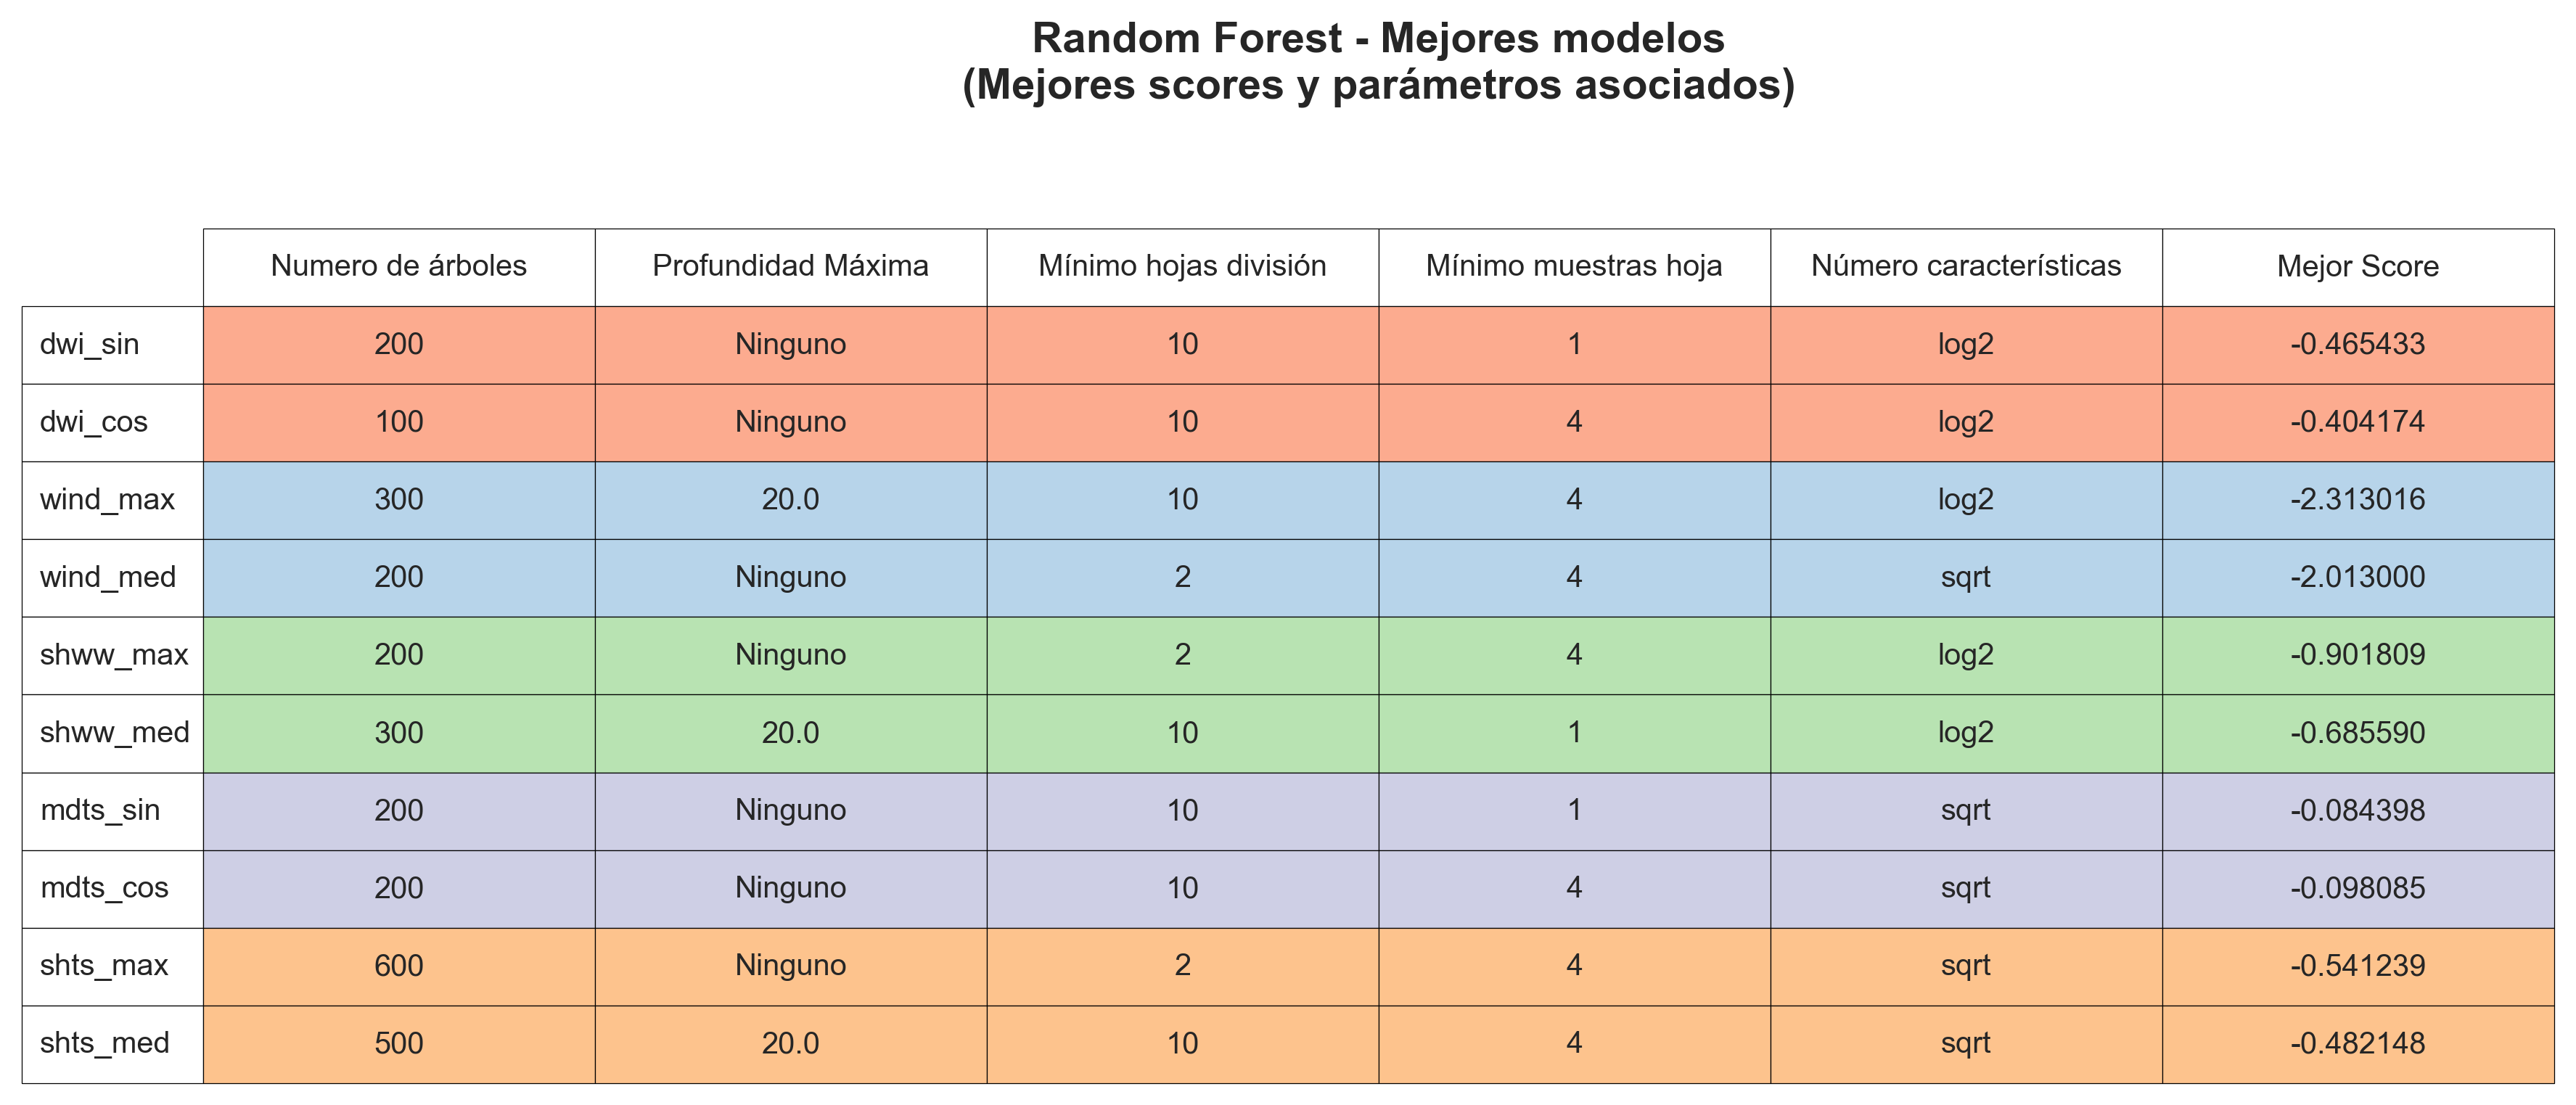 Random Forest - Mejores modelos
(Mejores scores y parámetros asociados)
Numero de árboles Profundidad Máxima Mínimo hojas división Mínimo muestras hoja Número características Mejor Score
dwi_sin 200 Ninguno 10 1 log2 -0.465433
dwi_cos 100 Ninguno 10 4 log2 -0.404174
wind_max 300 20.0 10 4 log2 -2.313016
wind_med 200 Ninguno 2 4 sqrt -2.013000
shww_max 200 Ninguno 2 4 log2 -0.901809
shww_med 300 20.0 10 1 log2 -0.685590
mdts_sin 200 Ninguno 10 1 sqrt -0.084398
mdts_cos 200 Ninguno 10 4 sqrt -0.098085
shts_max 600 Ninguno 2 4 sqrt -0.541239
shts_med 500 20.0 10 4 sqrt -0.482148